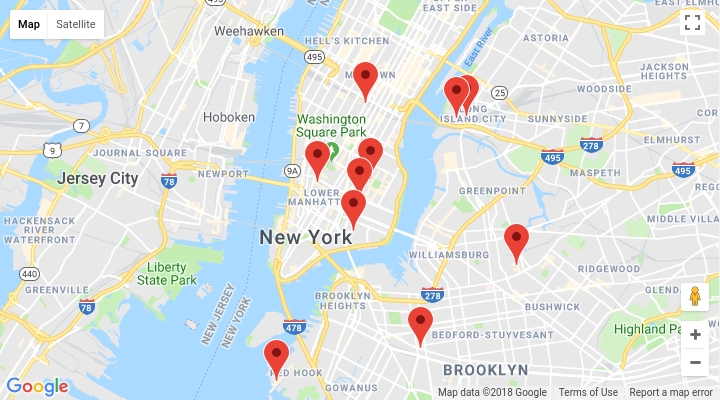 Map
Satellite
Weehawken
EAST SIDE
ASTORIA
HELL'S KITCHEN
East River
495
JACKSON
HEIGHTS
WOODSIDE
25
Hoboken
Washington
Square Park
ISLAND CITY
SUNNYSIDE
7
278
ELMHURST
9
JOURNAL SQUARE
495
495
Jersey City
78
NEWPORT
9A
MASPETH
LOWER
MANHATTAN
GREENPOINT
HACKENSACK
RIVER
WATERFRONT
MIDDLE VILLAGE
New York
WILLIAMSBURG
440
Liberty
State Park
RIDGEWOOD
GREENVILLE
278
BROOKLYN
HEIGHTS
BUSHWICK
78
NEW JERSEY
NEW YORK
478
BEDFORD-STUYVESANT
Highland Park
RED HOOK
BROOKLYN
GOWANUS
Google
Map data ©2018 Google
Terms of Use
Report a map error